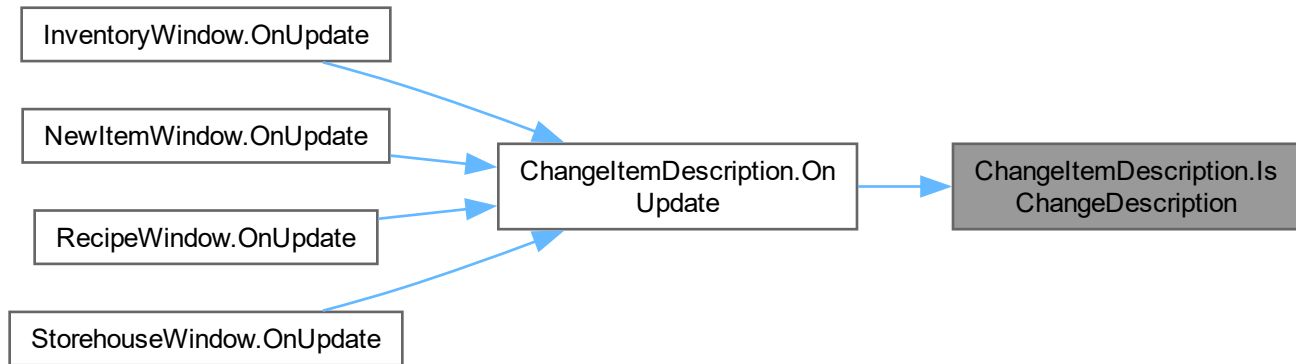 InventoryWindow.OnUpdate
NewItemWindow.OnUpdate
RecipeWindow.OnUpdate
StorehouseWindow.OnUpdate
ChangeItemDescription.On
Update
ChangeItemDescription.Is
ChangeDescription